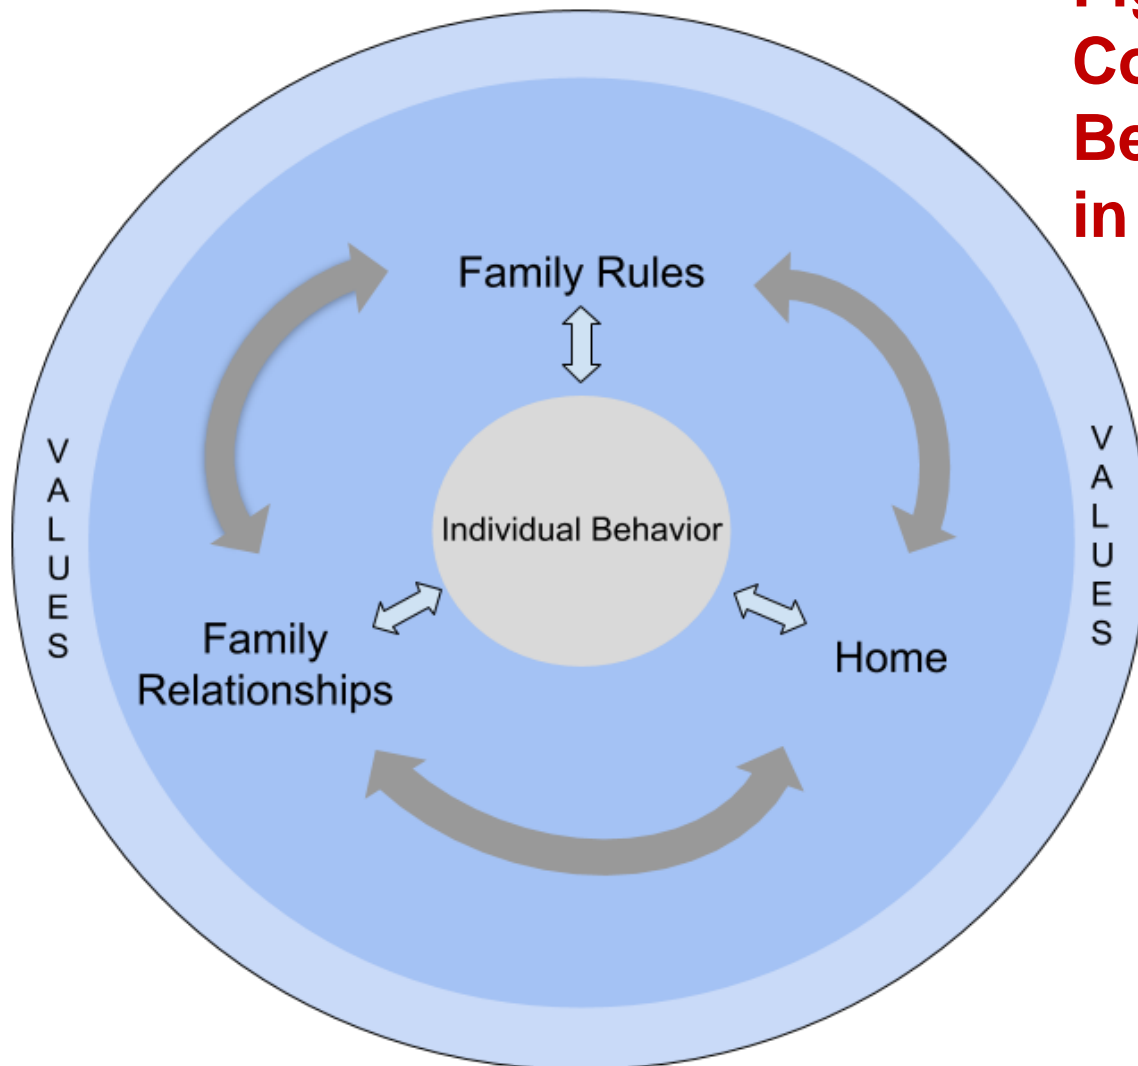 Co
Be
in
Family Rules
V
A
L
U
E
S
V
A
L
U
E
S
Individual Behavior
Family
Relationships
Home